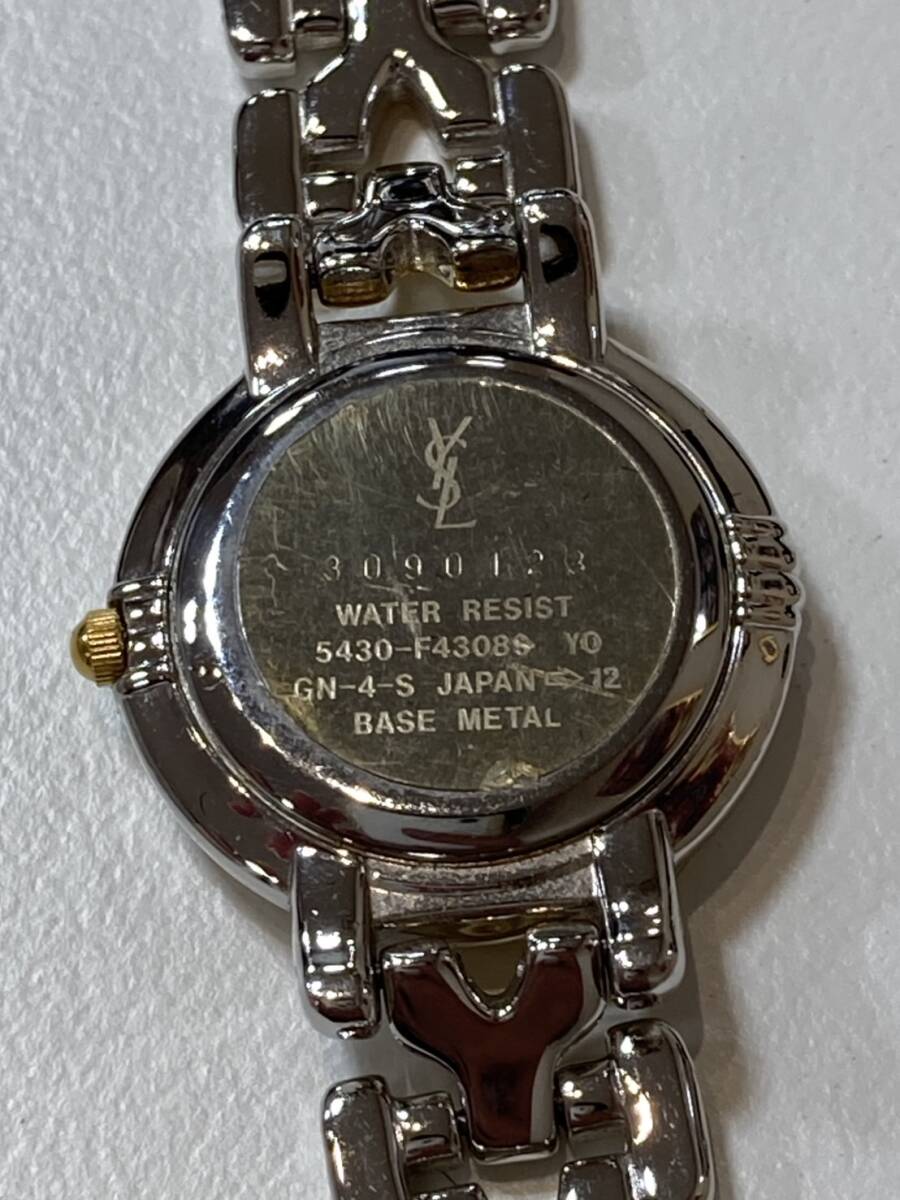 YSL
3090123
WATER RESIST
5430-F43089 YO
GN-4-S JAPAN⇨12
BASE METAL